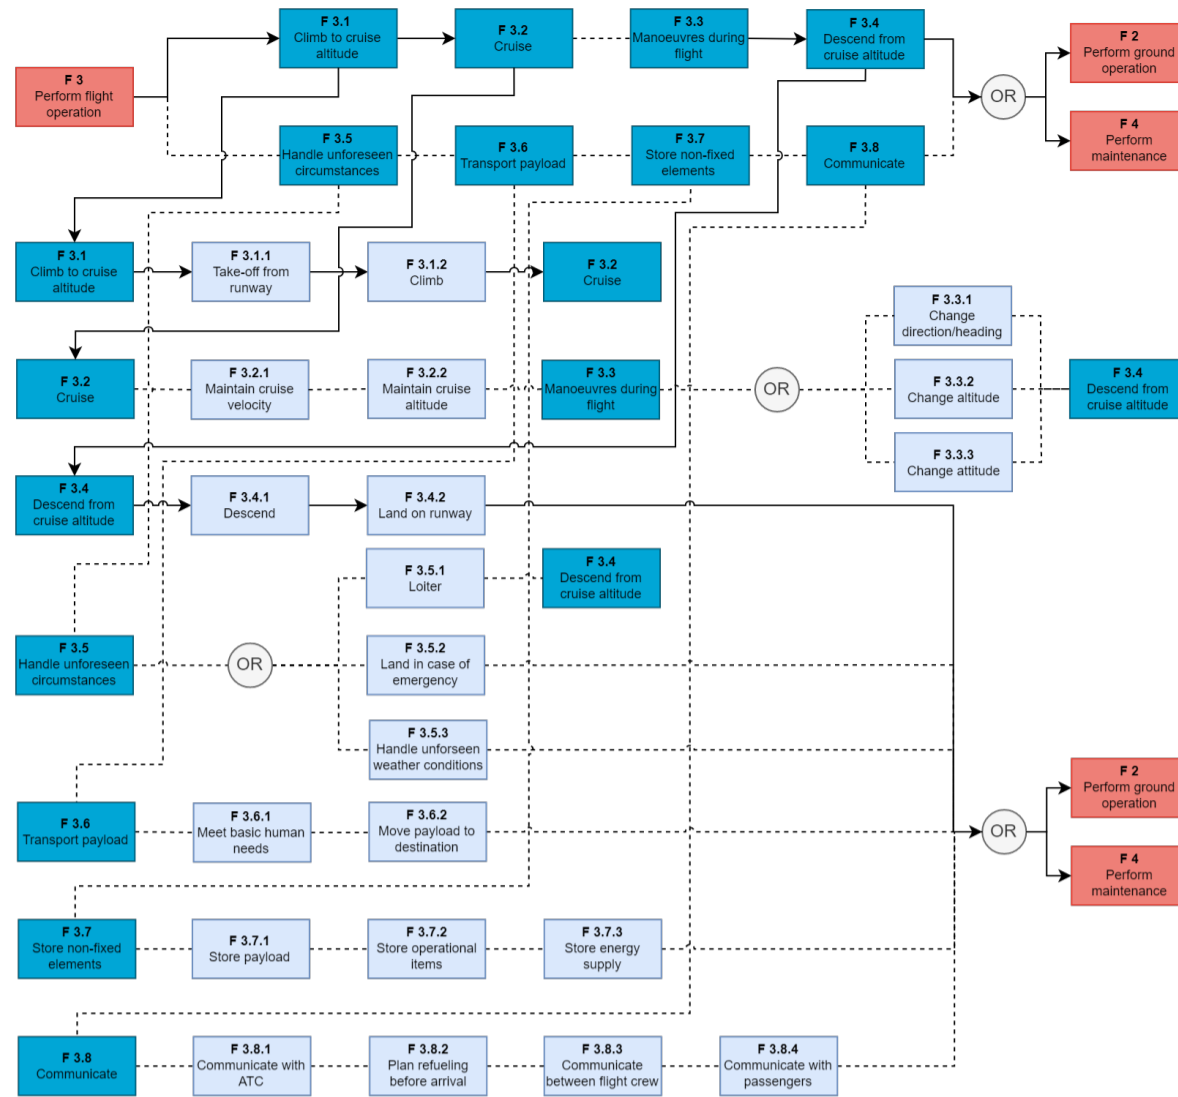 F 3
Perform flight
operation
F 3.1
Climb to cruise
altitude
F 3.2
Cruise
F 3.3
Manoeuvres during
flight
F 3.4
Descend from
cruise altitude
OR
F 2
Perform ground
operation
F 4
Perform
maintenance
F 3.5
Handle unforeseen
circumstances
F 3.6
Transport payload
F 3.7
Store non-fixed
elements
F 3.8
Communicate
F 3.1
Climb to cruise
altitude
F 3.1.1
Take-off from
runway
F 3.1.2
Climb
F 3.2
Cruise
F 3.2
Cruise
F 3.2.1
Maintain cruise
velocity
F 3.2.2
Maintain cruise
altitude
F 3.3
Manoeuvres during
flight
OR
F 3.3.1
Change
direction/heading
F 3.3.2
Change altitude
F 3.3.3
Change attitude
F 3.4
Descend from
cruise altitude
F 3.4
Descend from
cruise altitude
F 3.4.1
Descend
F 3.4.2
Land on runway
F 3.5
Handle unforeseen
circumstances
OR
F 3.5.1
Loiter
F 3.4
Descend from
cruise altitude
F 3.5.2
Land in case of
emergency
F 3.5.3
Handle unforseen
weather conditions
F 3.6
Transport payload
F 3.6.1
Meet basic human
needs
F 3.6.2
Move payload to
destination
OR
F 2
Perform ground
operation
F 4
Perform
maintenance
F 3.7
Store non-fixed
elements
F 3.7.1
Store payload
F 3.7.2
Store operational
items
F 3.7.3
Store energy
supply
F 3.8
Communicate
F 3.8.1
Communicate with
ATC
F 3.8.2
Plan refueling
before arrival
F 3.8.3
Communicate
between flight crew
F 3.8.4
Communicate with
passengers